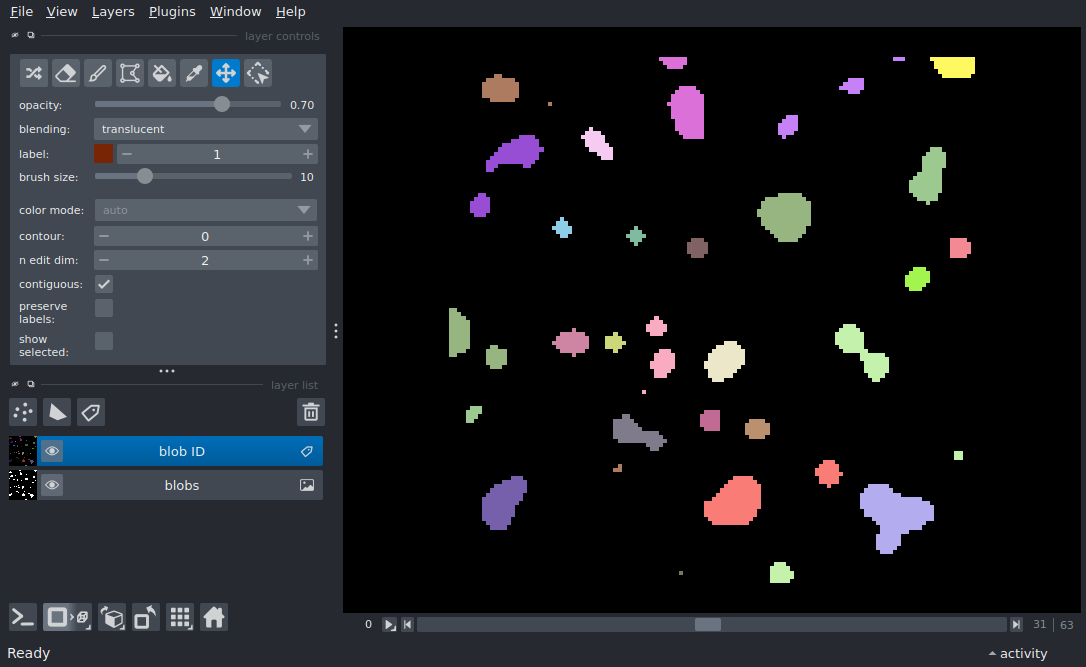 File View Layers Plugins Window Help
layer controls
opacity: 0.70
blending: translucent
label: 1
brush size: 10
color mode: auto
contour: 0
n edit dim: 2
contiguous:
preserve
labels:
show
selected:
layer list
blob ID
blobs
0 31 63
Ready activity